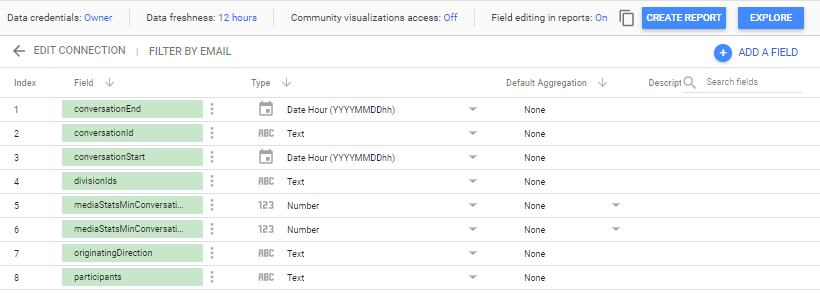 Data credentials: Owner Data freshness: 12 hours Community visualizations access: Off Field editing in reports: On CREATE REPORT EXPLORE
EDIT CONNECTION | FILTER BY EMAIL ADD A FIELD
Index Field Type Default Aggregation Descript Search fields
1 conversationEnd Date Hour (YYYYMMDDhh) None
2 conversationId ABC Text None
3 conversationStart Date Hour (YYYYMMDDhh) None
4 divisionIds ABC Text None
5 mediaStatsMinConversati... 123 Number None
6 mediaStatsMinConversati... 123 Number None
7 originatingDirection ABC Text None
8 participants ABC Text None